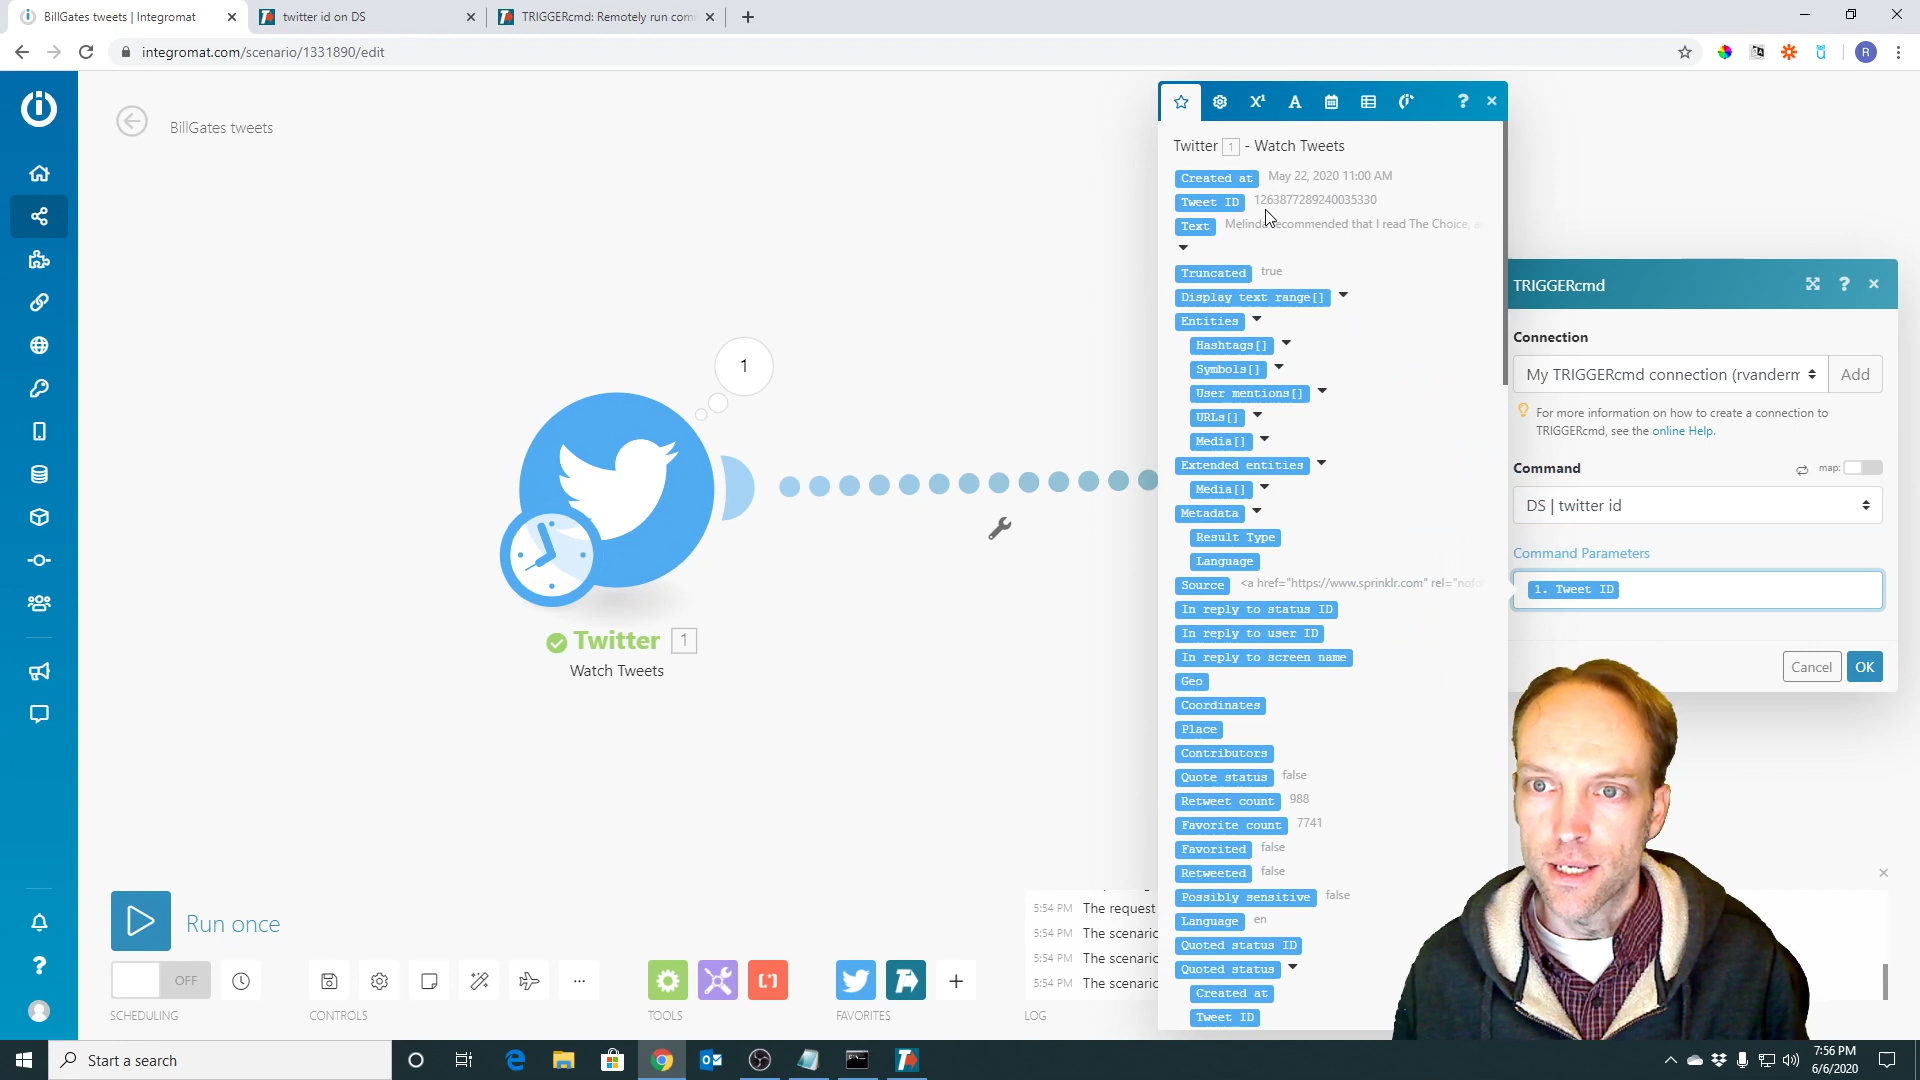 BillGates tweets | Integromat
twitter id on DS
TRIGGERcmd: Remotely run com
integromat.com/scenario/1331890/edit
R
BillGates tweets
Twitter 1 - Watch Tweets
Created at May 22, 2020 11:00 AM
Tweet ID 1263877289240035330
Text Melinda recommended that I read The Choice,
Truncated true
Display text range[]
Entities
Hashtags[]
Symbols[]
User mentions[]
URLs[]
Media[]
Extended entities
Media[]
Metadata
Result Type
Language
Source <a href="https://www.sprinklr.com" rel="nofo
In reply to status ID
In reply to user ID
In reply to screen name
Geo
Coordinates
Place
Contributors
Quote status false
Retweet count 988
Favorite count 7741
Favorited false
Retweeted false
Possibly sensitive false
Language en
Quoted status ID
Quoted status
Created at
Tweet ID
TRIGGERcmd
Connection
My TRIGGERcmd connection (rvanderm
Add
For more information on how to create a connection to
TRIGGERcmd, see the online Help.
Command
map:
DS | twitter id
Command Parameters
1. Tweet ID
Cancel
OK
1
Twitter 1
Watch Tweets
Run once
OFF
SCHEDULING
CONTROLS
TOOLS
FAVORITES
LOG
5:54 PM The request
5:54 PM The scenario
5:54 PM The scenario
5:54 PM The scenario
Start a search
7:56 PM
6/6/2020